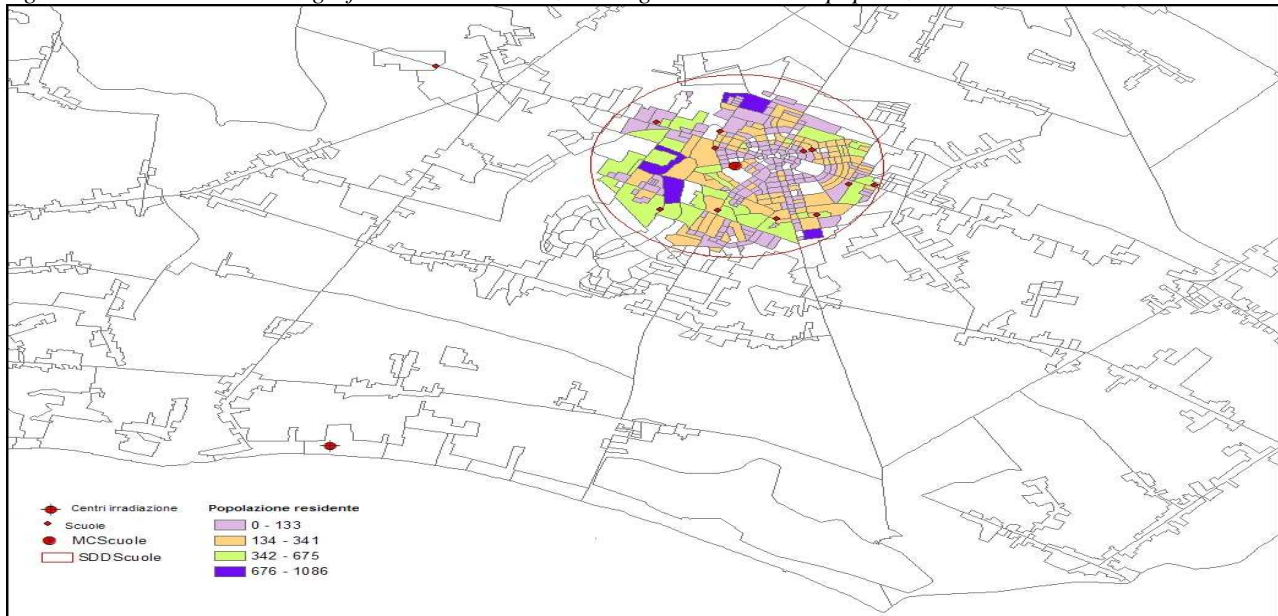 Centri irradiazione
Scuole
MCScuole
SDDScuole
Popolazione residente
0 - 133
134 - 341
342 - 675
676 - 1086